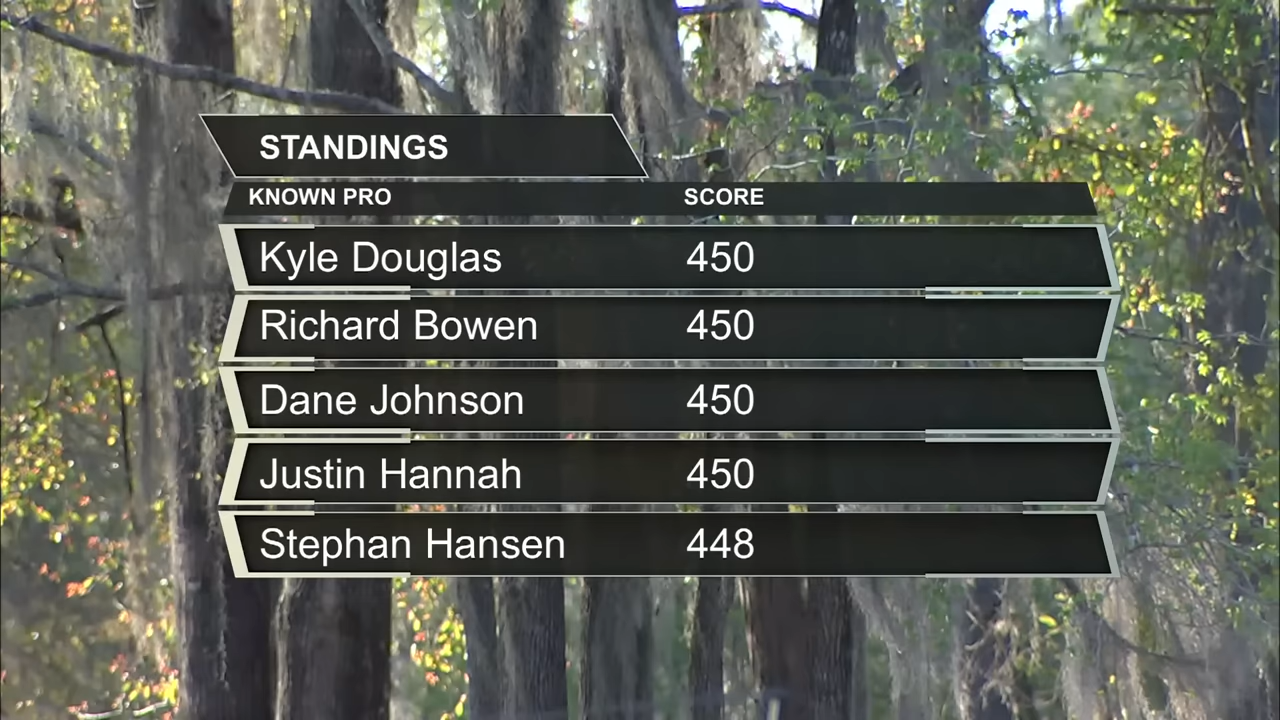 STANDINGS
KNOWN PRO SCORE
Kyle Douglas 450
Richard Bowen 450
Dane Johnson 450
Justin Hannah 450
Stephan Hansen 448